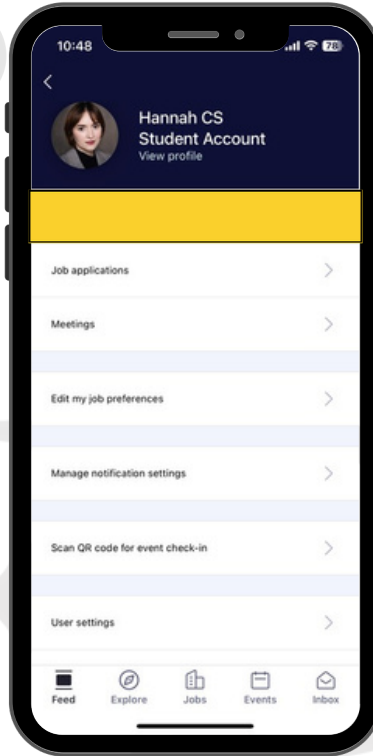 10:48
78
Hannah CS
Student Account
View profile
Job applications
Meetings
Edit my job preferences
Manage notification settings
Scan QR code for event check-in
User settings
Feed Explore Jobs Events Inbox